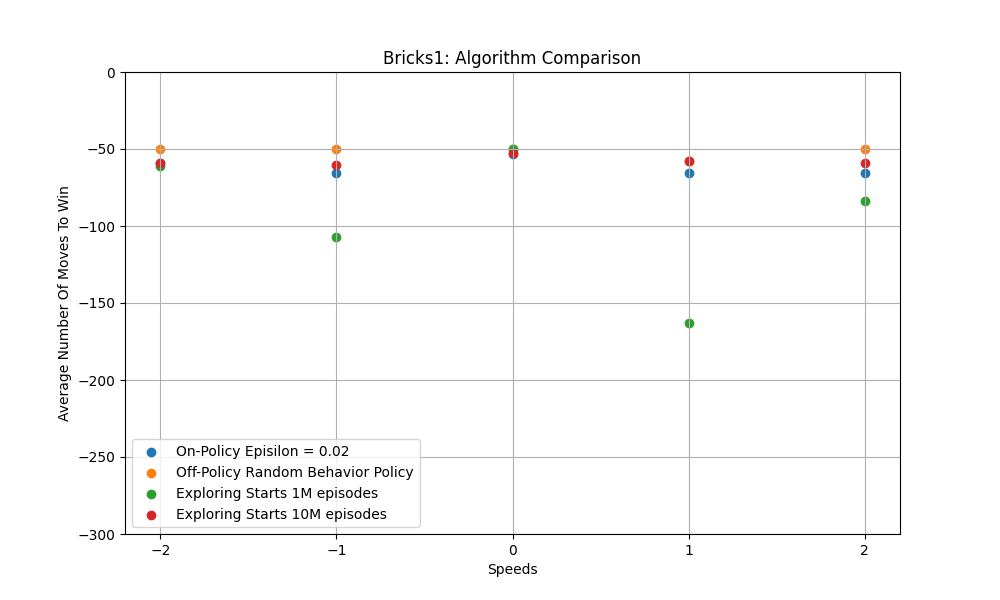 Bricks1: Algorithm Comparison
0
−50
−100
−150
−200
−250
−300
Average Number Of Moves To Win
On-Policy Episilon = 0.02
Off-Policy Random Behavior Policy
Exploring Starts 1M episodes
Exploring Starts 10M episodes
−2
−1
0
1
2
Speeds